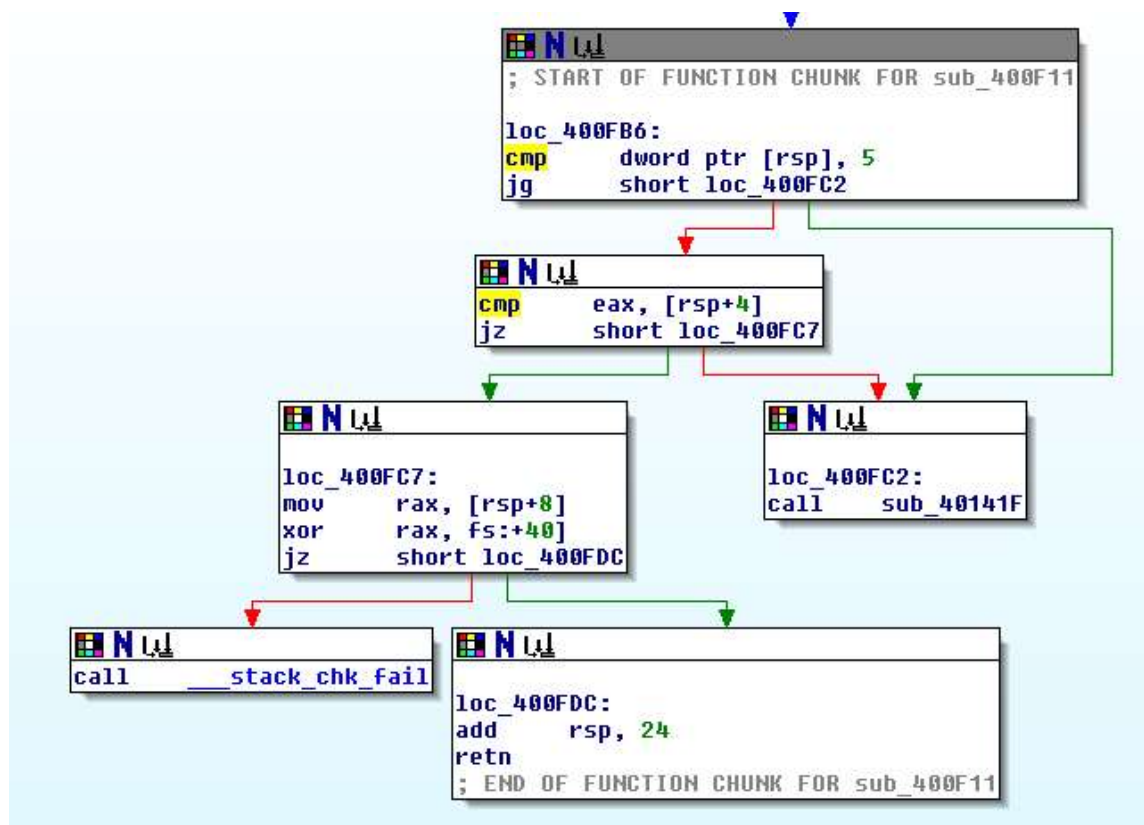 ; START OF FUNCTION CHUNK FOR sub_400F11
loc_400FB6:
cmp dword ptr [rsp], 5
jg short loc_400FC2
cmp eax, [rsp+4]
jz short loc_400FC7
loc_400FC7:
mov rax, [rsp+8]
xor rax, fs:+40]
jz short loc_400FDC
loc_400FC2:
call sub_40141F
call ___stack_chk_fail
loc_400FDC:
add rsp, 24
retn
; END OF FUNCTION CHUNK FOR sub_400F11